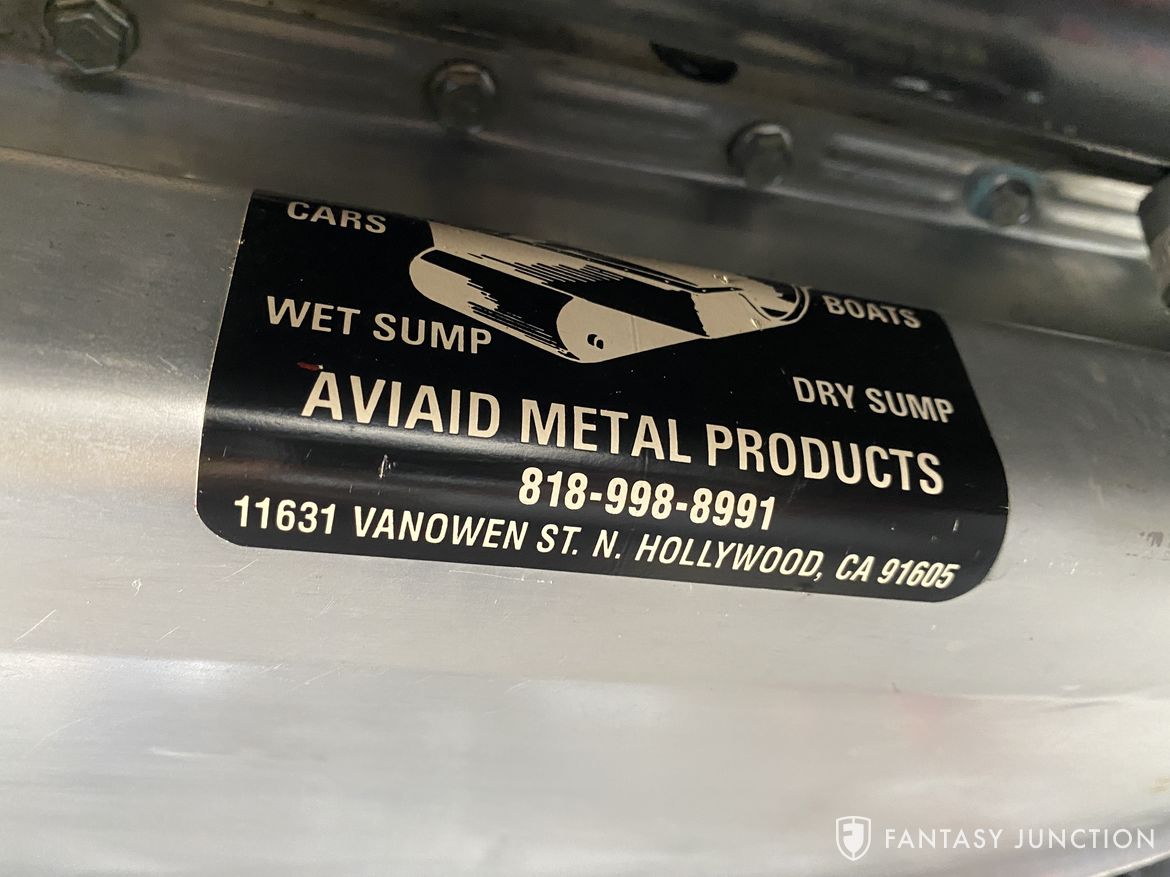 CARS
BOATS
WET SUMP
DRY SUMP
AVIAID METAL PRODUCTS
818-998-8991
11631 VANOWEN ST. N. HOLLYWOOD, CA 91605
FANTASY JUNCTION